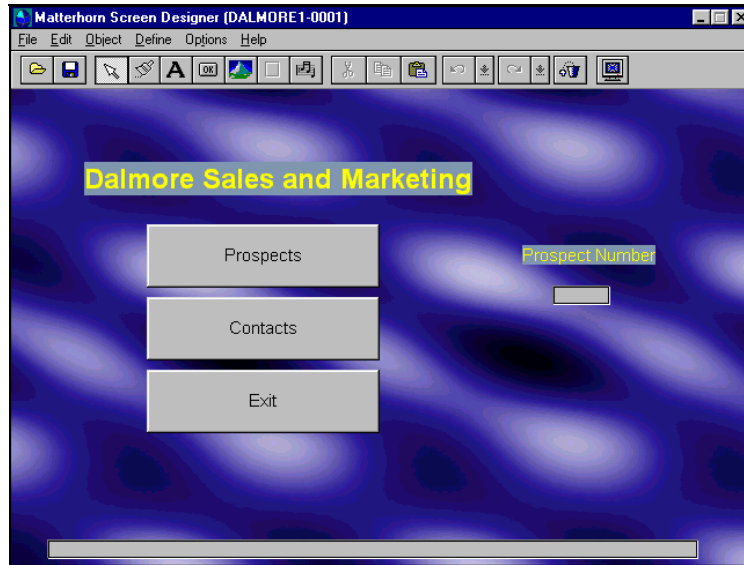 Matterhorn Screen Designer (DALMORE1-0001)
File Edit Object Define Options Help
A OK
Dalmore Sales and Marketing
Prospects
Prospect Number
Contacts
Exit